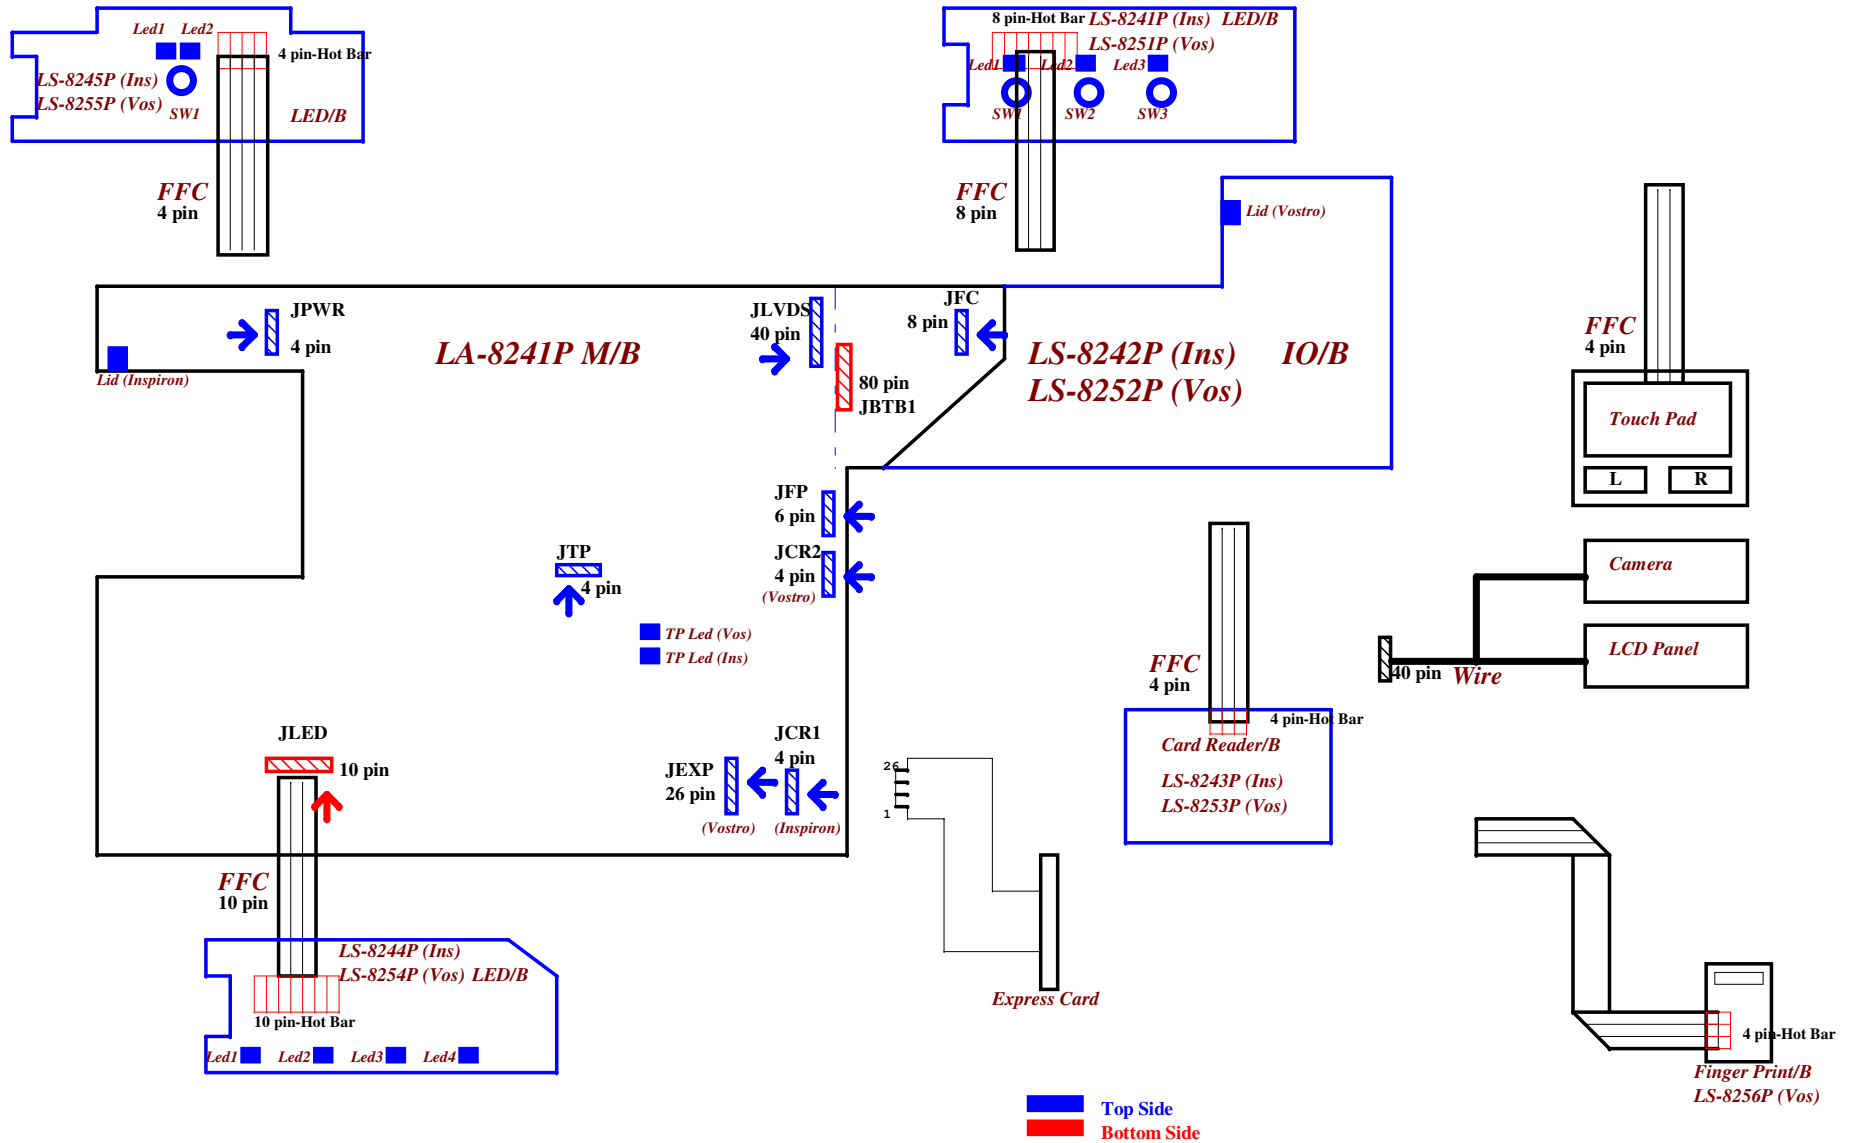 Led1 Led2
4 pin-Hot Bar
LS-8245P (Ins)
LS-8255P (Vos)
SW1
LED/B
FFC
4 pin
8 pin-Hot Bar LS-8241P (Ins) LED/B
LS-8251P (Vos)
Led1 Led2 Led3
SW1 SW2 SW3
FFC
8 pin
Lid (Vostro)
JPWR
4 pin
Lid (Inspiron)
LA-8241P M/B
JLVDS
40 pin
80 pin
JBTB1
JFC
8 pin
LS-8242P (Ins) IO/B
LS-8252P (Vos)
FFC
4 pin
Touch Pad
L R
JFP
6 pin
JCR2
4 pin
(Vostro)
JTP
4 pin
TP Led (Vos)
TP Led (Ins)
Camera
LCD Panel
40 pin Wire
FFC
4 pin
4 pin-Hot Bar
Card Reader/B
LS-8243P (Ins)
LS-8253P (Vos)
JLED
10 pin
JEXP
26 pin
(Vostro)
JCR1
4 pin
(Inspiron)
26
1
Express Card
FFC
10 pin
LS-8244P (Ins)
LS-8254P (Vos) LED/B
10 pin-Hot Bar
Led1 Led2 Led3 Led4
4 pin-Hot Bar
Finger Print/B
LS-8256P (Vos)
Top Side
Bottom Side